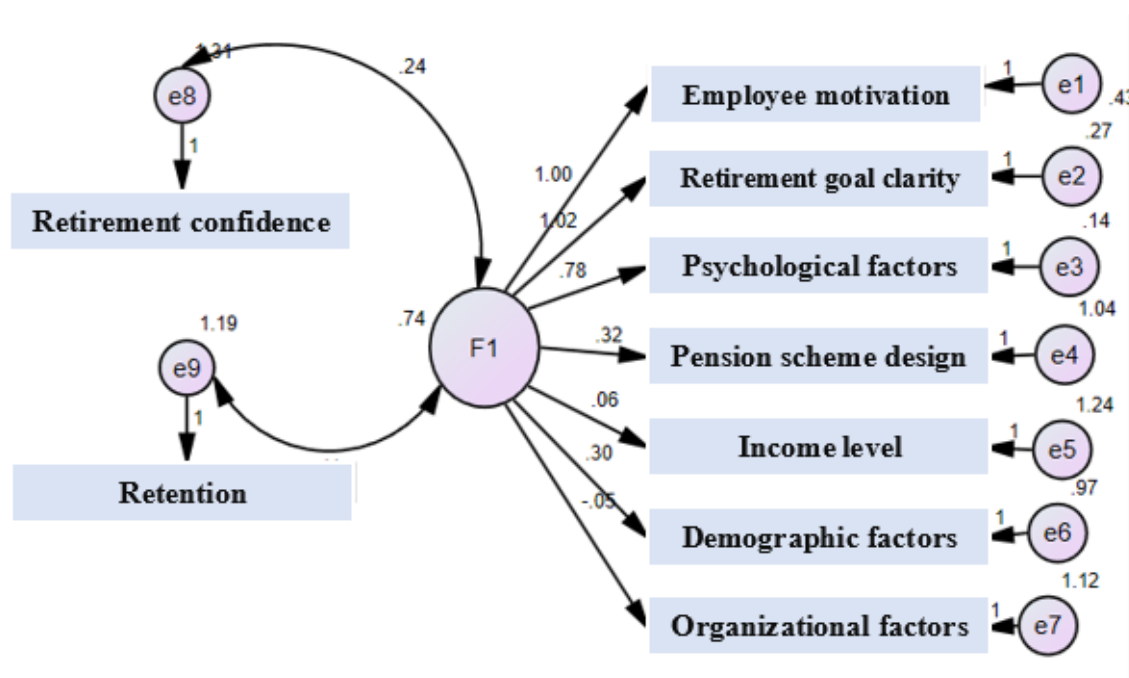 1.31
e8
.24
1
Retirement confidence
1.19
e9
1
Retention
.74
F1
1.00
1.02
.78
.32
.06
.30
-.05
Employee motivation
1
e1
.43
Retirement goal clarity
1
e2
.27
Psychological factors
1
e3
.14
Pension scheme design
1
e4
1.04
Income level
1
e5
1.24
Demographic factors
1
e6
.97
Organizational factors
1
e7
1.12